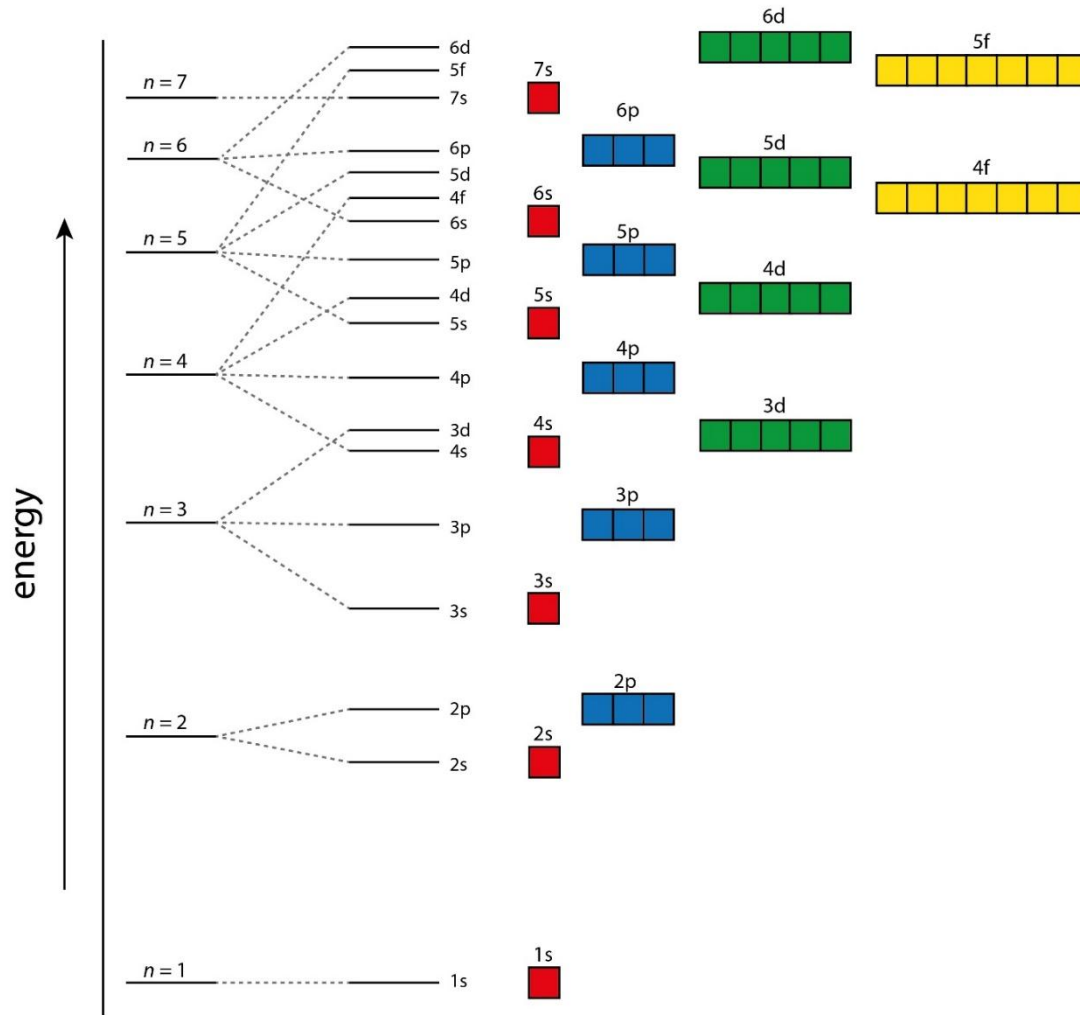 energy
n = 7
n = 6
n = 5
n = 4
n = 3
n = 2
n = 1
6d
5f
7s
6p
5d
4f
6s
5p
4d
5s
4p
3d
4s
3p
3s
2p
2s
1s
7s
6s
5s
4s
3s
2s
1s
6p
5p
4p
3p
2p
6d
5d
4d
3d
5f
4f